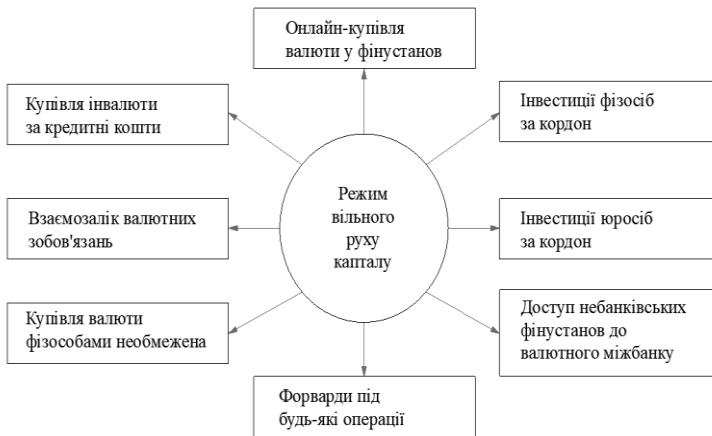 Онлайн-купівля
валюти у фінустанов
Купівля інвалюти
за кредитні кошти
Інвестиції фізосіб
за кордон
Режим
вільного
руху
капталу
Взаємозалік валютних
зобов'язань
Інвестиції юросіб
за кордон
Купівля валюти
фізособами необмежена
Доступ небанківських
фінустанов до
валютного міжбанку
Форварди під
будь-які операції